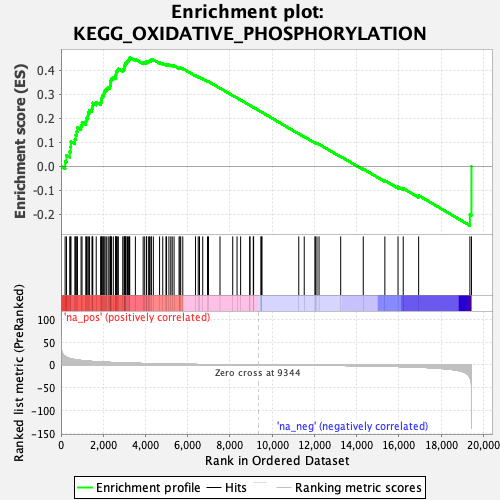 Enrichment plot:
KEGG_OXIDATIVE_PHOSPHORYLATION
Enrichment score (ES)
0.4
0.3
0.2
0.1
0.0
-0.1
-0.2
'na_pos' (positively correlated)
Ranked list metric (PreRanked)
100
50
0
-50
-100
-150
Zero cross at 9344
'na_neg' (negatively correlated)
0
2,000
4,000
6,000
8,000
10,000
12,000
14,000
16,000
18,000
20,000
Rank in Ordered Dataset
Enrichment profile
Hits
Ranking metric scores